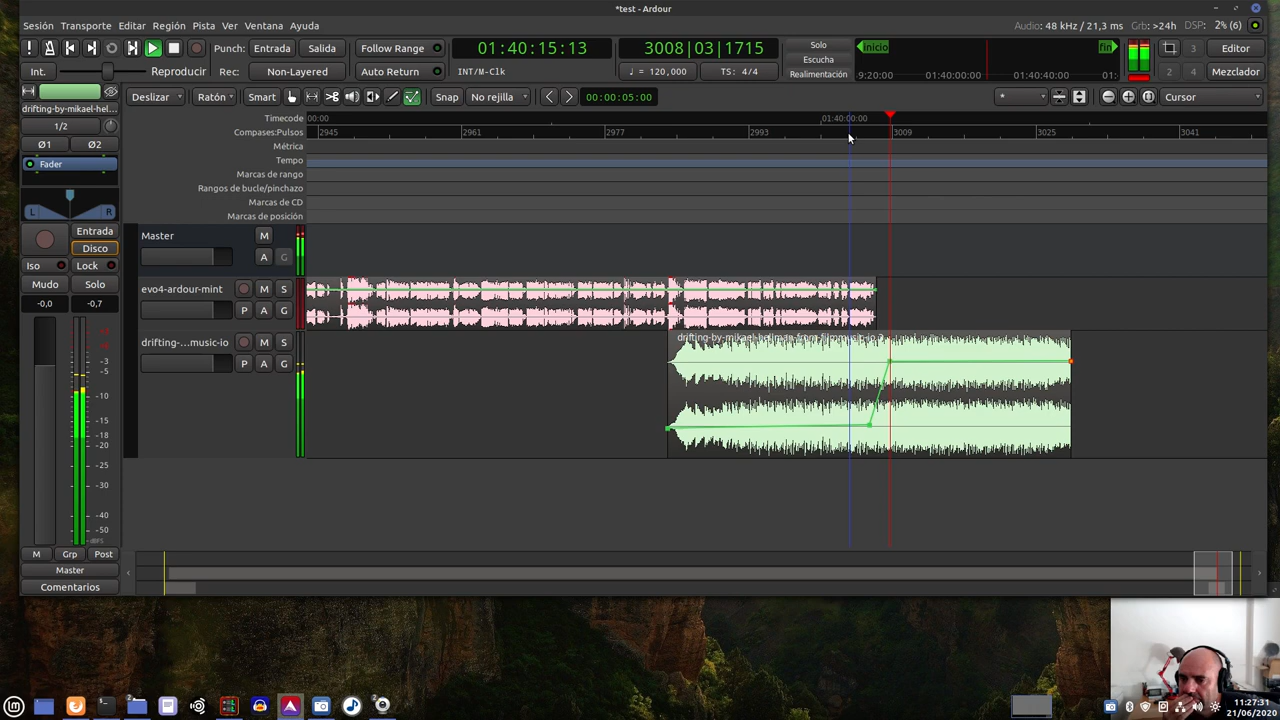 *test - Ardour
Sesión Transporte Editar Región Pista Ver Ventana Ayuda
Audio: 48 kHz / 21,3 ms Grb: >24h DSP: 2% (6)
Punch: Entrada Salida Follow Range 01:40:15:13 3008|03|1715
Solo
Escucha
Realimentación
Inicio fin
9:20:00 01:40:00:00 01:40:40:00 01:
3
2 4
Editor
Mezclador
Int. Reproducir Rec: Non-Layered Auto Return INT/M-Clk ♩ = 120,000 TS: 4/4
drifting-by-mikael-hel...
Deslizar Ratón Smart Snap No rejilla 00:00:05:00 * Cursor
1/2
Ø1 Ø2
Fader
L R
Entrada
Disco
Iso Lock
Mudo Solo
-0,0 -0,7
-3
-5
-10
-15
-18
-20
-25
-30
-40
-50
dBFS
M Grp Post
Master
Comentarios
Timecode 00:00 01:40:00:00
Compases:Pulsos 2945 2961 2977 2993 3009 3025 3041
Métrica
Tempo
Marcas de rango
Rangos de bucle/pinchazo
Marcas de CD
Marcas de posición
Master M
A G
evo4-ardour-mint M S
P A G
drifting-...music-io M S
P A G
11:27:31
21/06/2020